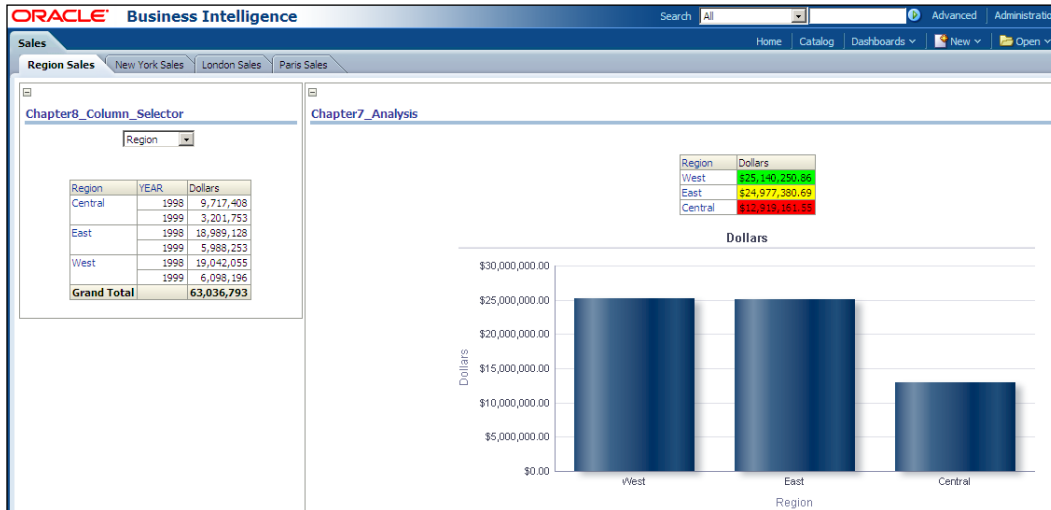 ORACLE® Business Intelligence Search All Advanced Administratio
Sales Home Catalog Dashboards New Open
Region Sales New York Sales London Sales Paris Sales
Chapter8_Column_Selector
Region
Region YEAR Dollars
Central 1998 9,717,408
1999 3,201,753
East 1998 18,989,128
1999 5,988,253
West 1998 19,042,055
1999 6,098,196
Grand Total 63,036,793
Chapter7_Analysis
Region Dollars
West $25,140,250.86
East $24,977,380.69
Central $12,919,161.55
Dollars
$30,000,000.00
$25,000,000.00
$20,000,000.00
$15,000,000.00
$10,000,000.00
$5,000,000.00
$0.00
Dollars
West East Central
Region